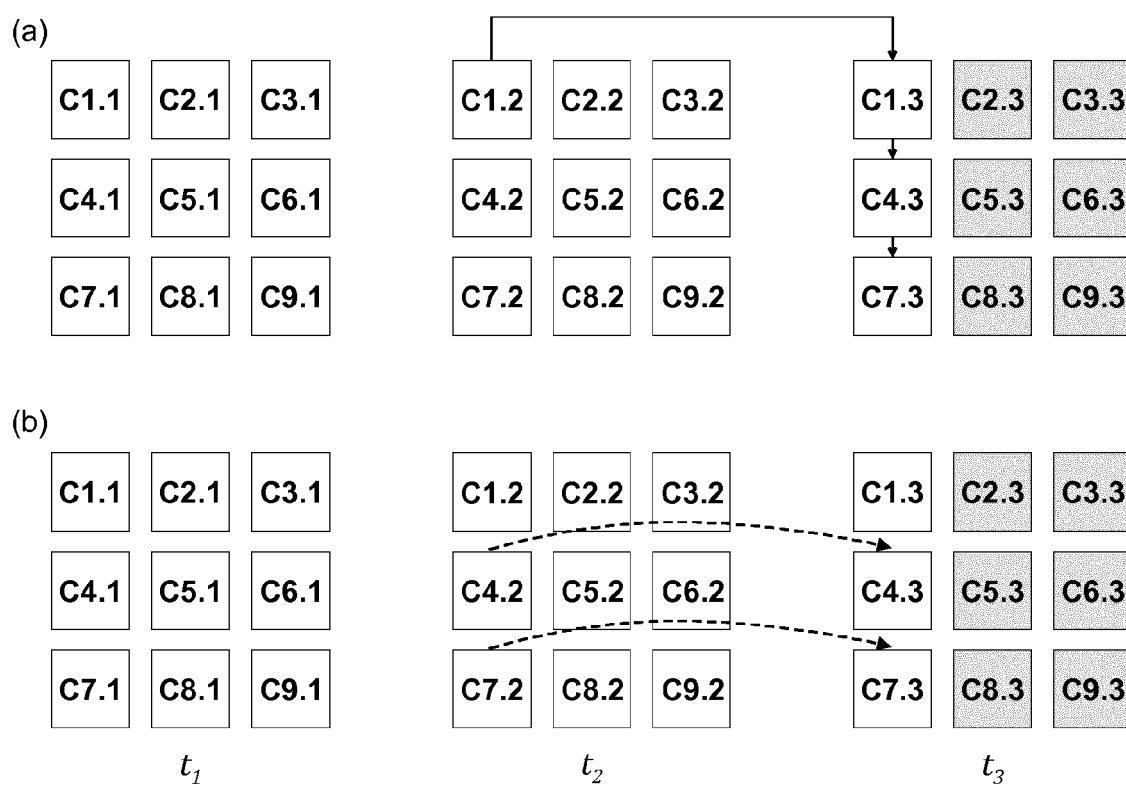 (a)
C1.1 C2.1 C3.1 C1.2 C2.2 C3.2 C1.3 C2.3 C3.3
C4.1 C5.1 C6.1 C4.2 C5.2 C6.2 C4.3 C5.3 C6.3
C7.1 C8.1 C9.1 C7.2 C8.2 C9.2 C7.3 C8.3 C9.3
(b)
C1.1 C2.1 C3.1 C1.2 C2.2 C3.2 C1.3 C2.3 C3.3
C4.1 C5.1 C6.1 C4.2 C5.2 C6.2 C4.3 C5.3 C6.3
C7.1 C8.1 C9.1 C7.2 C8.2 C9.2 C7.3 C8.3 C9.3
t₁ t₂ t₃